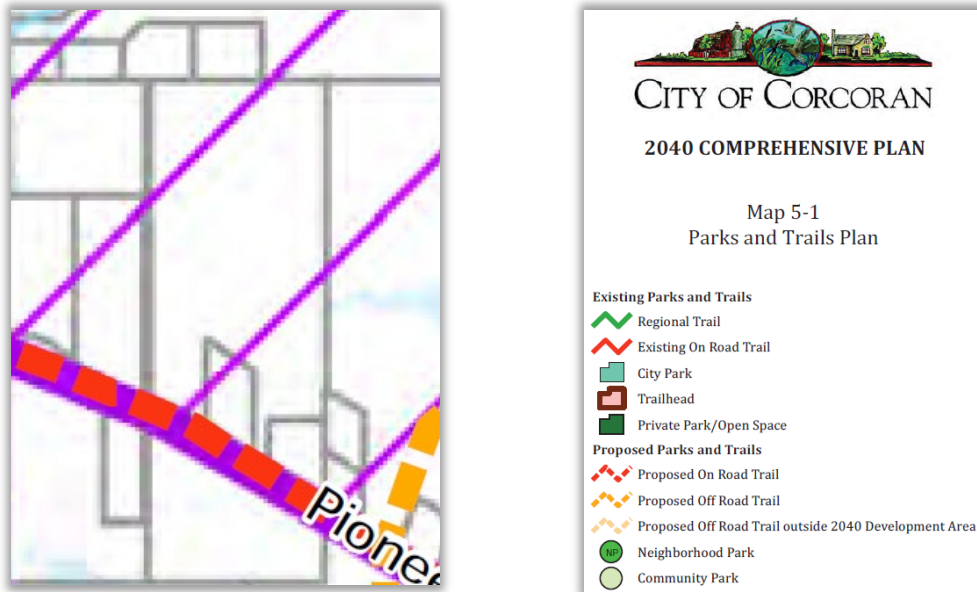 Pionee
CITY OF CORCORAN
2040 COMPREHENSIVE PLAN
Map 5-1
Parks and Trails Plan
Existing Parks and Trails
Regional Trail
Existing On Road Trail
City Park
Trailhead
Private Park/Open Space
Proposed Parks and Trails
Proposed On Road Trail
Proposed Off Road Trail
Proposed Off Road Trail outside 2040 Development Area
NP Neighborhood Park
Community Park